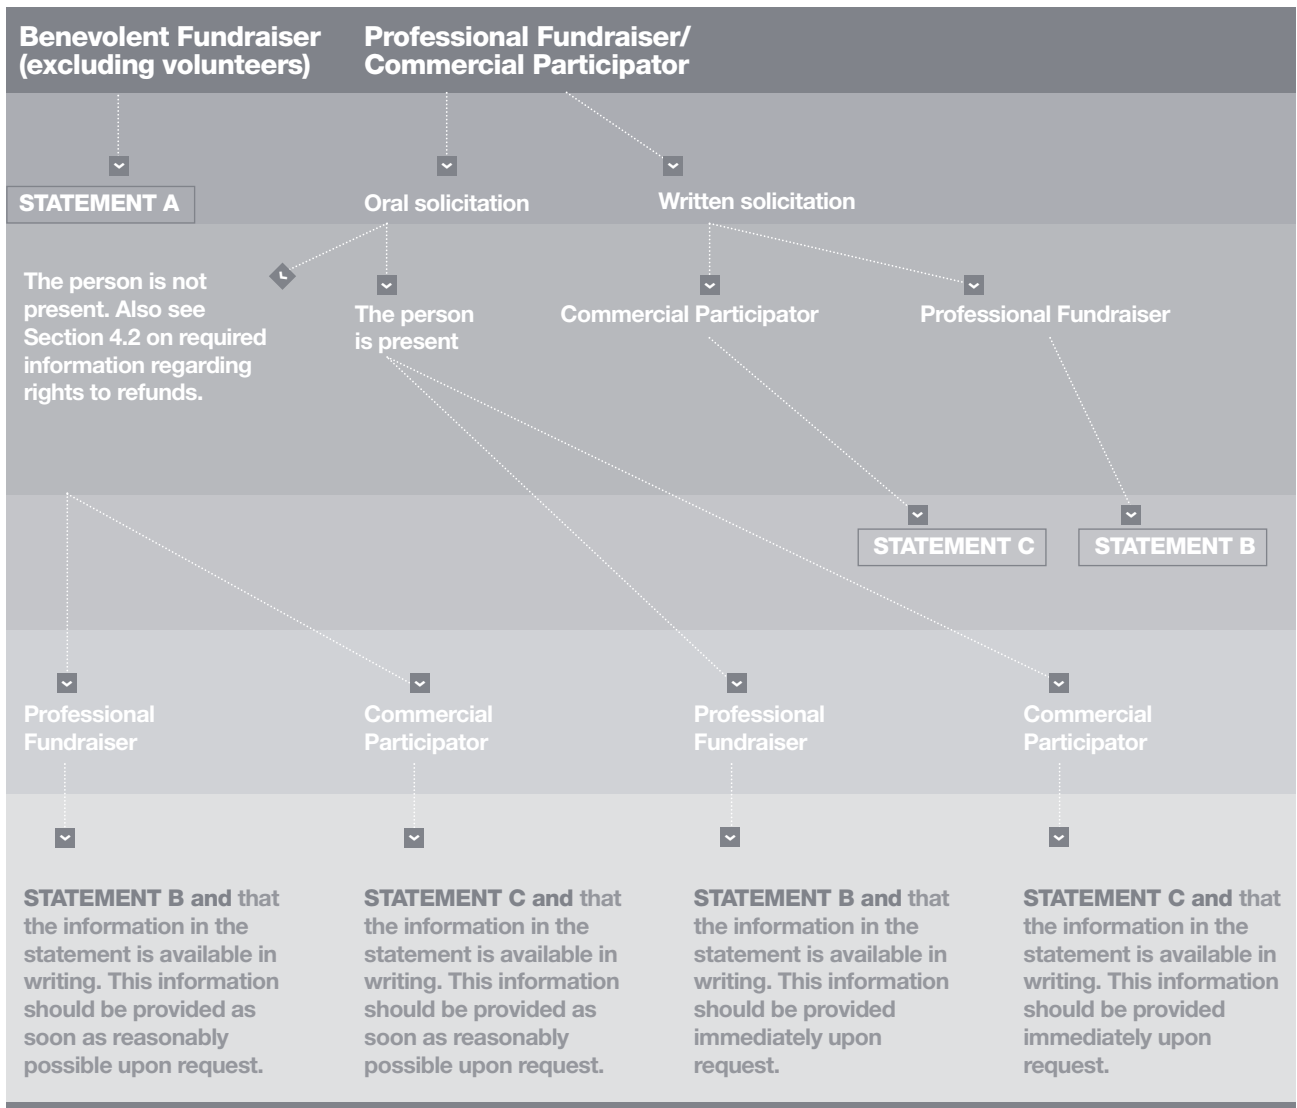 Benevolent Fundraiser
(excluding volunteers)
Professional Fundraiser/
Commercial Participator
STATEMENT A
Oral solicitation
Written solicitation
The person is not
present. Also see
Section 4.2 on required
information regarding
rights to refunds.
The person
is present
Commercial Participator
Professional Fundraiser
STATEMENT C
STATEMENT B
Professional
Fundraiser
Commercial
Participator
Professional
Fundraiser
Commercial
Participator
STATEMENT B and that
the information in the
statement is available in
writing. This information
should be provided as
soon as reasonably
possible upon request.
STATEMENT C and that
the information in the
statement is available in
writing. This information
should be provided as
soon as reasonably
possible upon request.
STATEMENT B and that
the information in the
statement is available in
writing. This information
should be provided
immediately upon
request.
STATEMENT C and that
the information in the
statement is available in
writing. This information
should be provided
immediately upon
request.